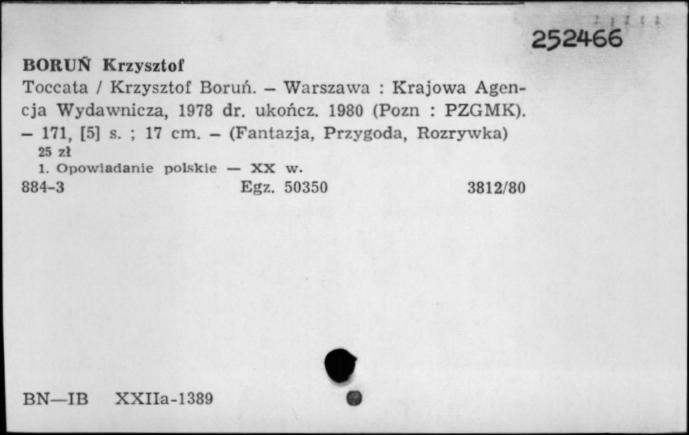 252466
BORUŃ Krzysztof
Toccata / Krzysztof Boruń. — Warszawa : Krajowa Agen-
cja Wydawnicza, 1978 dr. ukończ. 1980 (Pozn : PZGMK).
— 171, [5] s. ; 17 cm. — (Fantazja, Przygoda, Rozrywka)
25 zł
1. Opowiadanie polskie — XX w.
884-3 Egz. 50350 3812/80
BN—IB XXIIa-1389